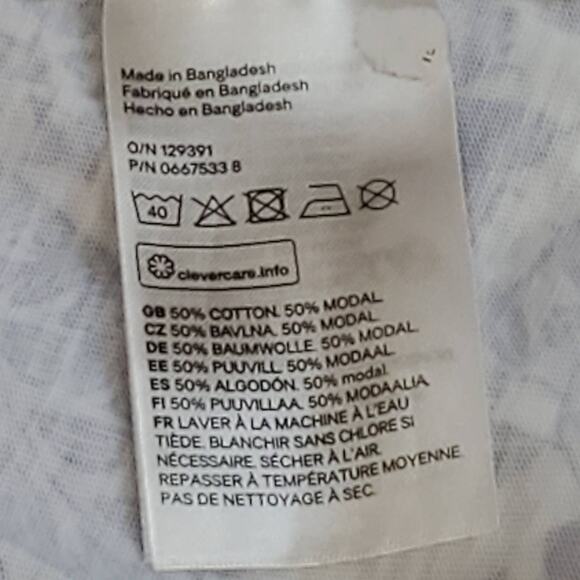 Made in Bangladesh
Fabriqué en Bangladesh
Hecho en Bangladesh
O/N 129391
P/N 0667533 8
40
clevercare.info
GB 50% COTTON. 50% MODAL
CZ 50% BAVLNA. 50% MODAL
DE 50% BAUMWOLLE. 50% MODAL
EE 50% PUUVILL. 50% MODAAL
ES 50% ALGODÓN. 50% modal.
FI 50% PUUVILLAA. 50% MODAALIA
FR LAVER À LA MACHINE À L'EAU
TIÈDE. BLANCHIR SANS CHLORE SI
NÉCESSAIRE. SÉCHER À L'AIR.
REPASSER À TEMPÉRATURE MOYENNE.
PAS DE NETTOYAGE À SEC.